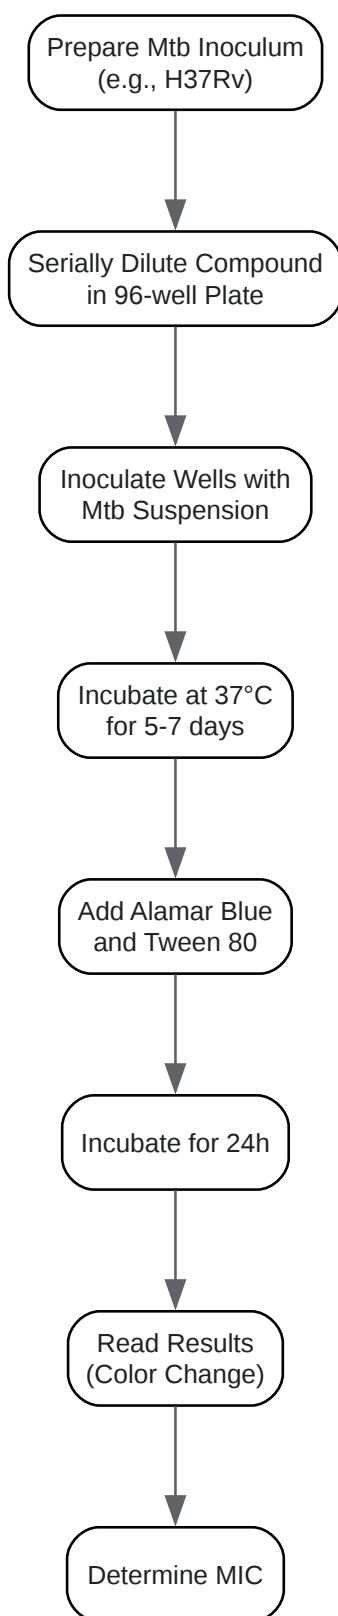 Prepare Mtb Inoculum
(e.g., H37Rv)
Serially Dilute Compound
in 96-well Plate
Inoculate Wells with
Mtb Suspension
Incubate at 37°C
for 5-7 days
Add Alamar Blue
and Tween 80
Incubate for 24h
Read Results
(Color Change)
Determine MIC